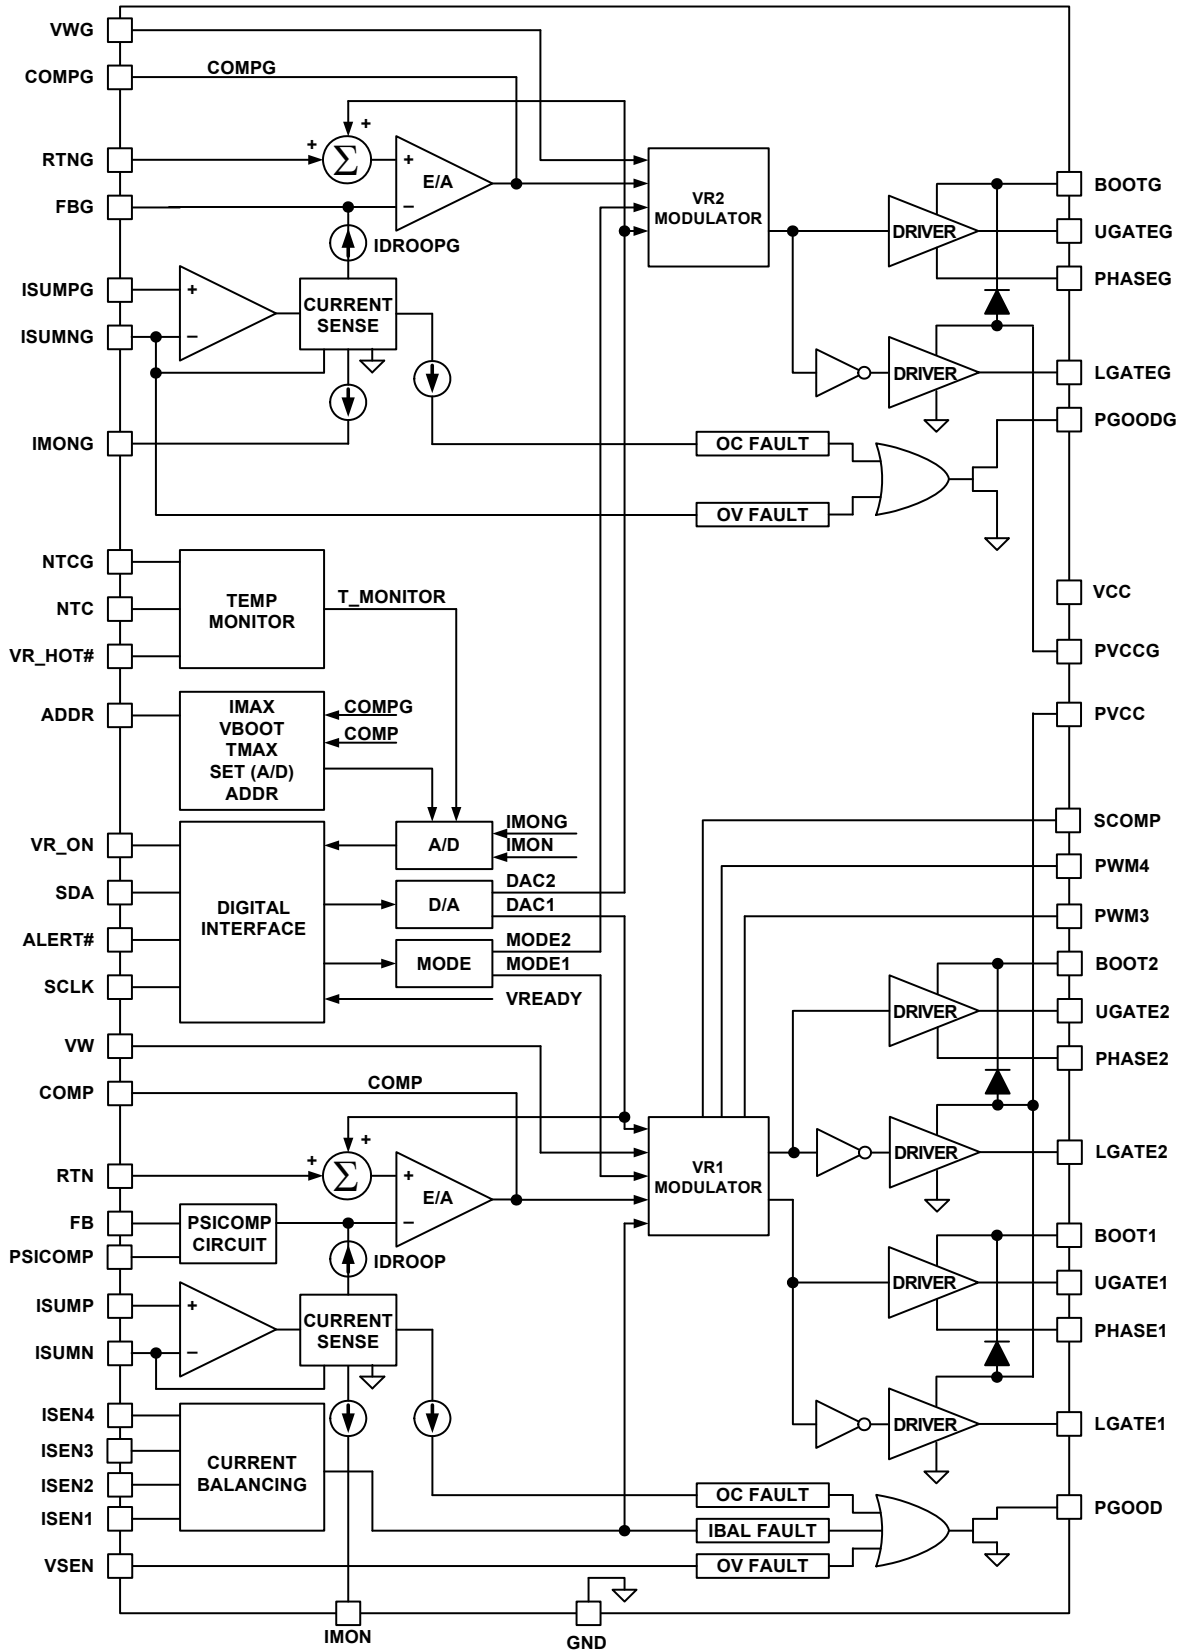 VWG
COMPG
COMPG
+
RTNG
+
Σ
+
E/A
−
FBG
VR2
MODULATOR
BOOTG
DRIVER
UGATEG
IDROOPG
PHASEG
ISUMPG
+
CURRENT
SENSE
ISUMNG
−
DRIVER
LGATEG
PGOODG
IMONG
OC FAULT
OV FAULT
NTCG
NTC
TEMP
MONITOR
T_MONITOR
VCC
VR_HOT#
PVCCG
ADDR
IMAX
VBOOT
TMAX
SET (A/D)
ADDR
COMPG
COMP
PVCC
VR_ON
A/D
IMONG
IMON
SCOMP
PWM4
SDA
DIGITAL
INTERFACE
D/A
DAC2
DAC1
PWM3
ALERT#
MODE
MODE2
MODE1
BOOT2
SCLK
VREADY
DRIVER
UGATE2
VW
PHASE2
COMP
COMP
+
RTN
+
Σ
+
E/A
−
VR1
MODULATOR
DRIVER
LGATE2
FB
PSICOMP
PSICOMP
CIRCUIT
IDROOP
BOOT1
DRIVER
UGATE1
ISUMP
+
CURRENT
SENSE
PHASE1
ISUMN
−
ISEN4
ISEN3
ISEN2
ISEN1
CURRENT
BALANCING
DRIVER
LGATE1
OC FAULT
IBAL FAULT
OV FAULT
PGOOD
VSEN
IMON
GND